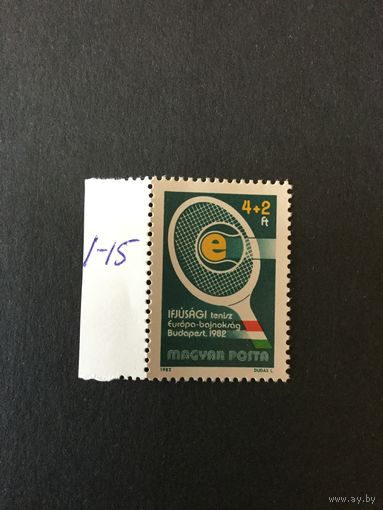 1-15
4+2
Ft
e
IFJÚSÁGI tenisz
Európa-bajnokság
Budapest, 1982
MAGYAR POSTA
1982 DUDÁS L.
www.ay.by